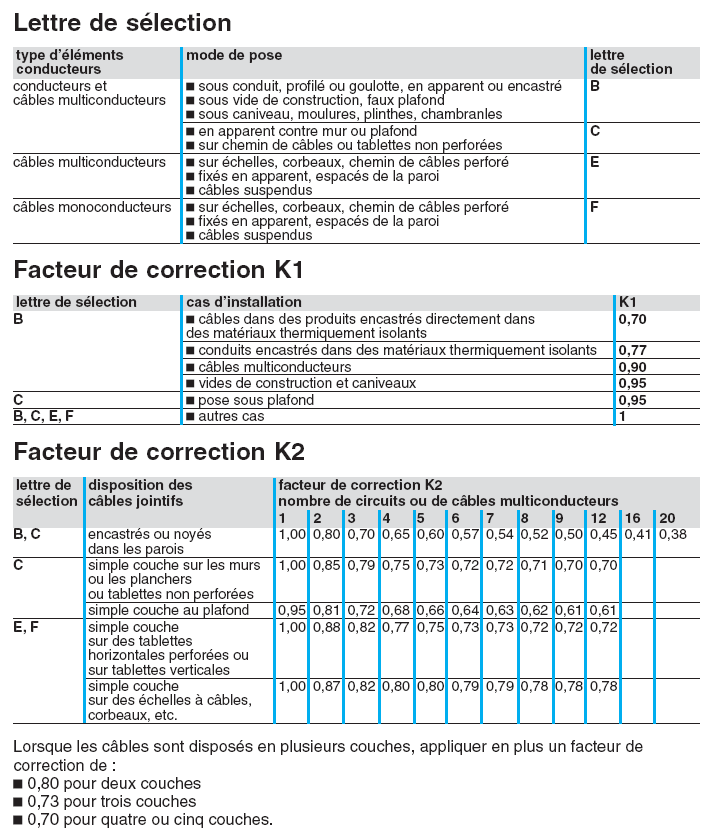 Lettre de sélection
type d'éléments conducteurs | mode de pose | lettre de sélection
conducteurs et câbles multiconducteurs | ■ sous conduit, profilé ou goulotte, en apparent ou encastré | B
■ sous vide de construction, faux plafond
■ sous caniveau, moulures, plinthes, chambranles
■ en apparent contre mur ou plafond | C
■ sur chemin de câbles ou tablettes non perforées
câbles multiconducteurs | ■ sur échelles, corbeaux, chemin de câbles perforé | E
■ fixés en apparent, espacés de la paroi
■ câbles suspendus
câbles monoconducteurs | ■ sur échelles, corbeaux, chemin de câbles perforé | F
■ fixés en apparent, espacés de la paroi
■ câbles suspendus
Facteur de correction K1
lettre de sélection | cas d'installation | K1
B | ■ câbles dans des produits encastrés directement dans | 0,70
des matériaux thermiquement isolants
■ conduits encastrés dans des matériaux thermiquement isolants | 0,77
■ câbles multiconducteurs | 0,90
■ vides de construction et caniveaux | 0,95
C | ■ pose sous plafond | 0,95
B, C, E, F | ■ autres cas | 1
Facteur de correction K2
lettre de | disposition des | facteur de correction K2
sélection | câbles jointifs | nombre de circuits ou de câbles multiconducteurs
1 | 2 | 3 | 4 | 5 | 6 | 7 | 8 | 9 | 12 | 16 | 20
B, C | encastrés ou noyés | 1,00 | 0,80 | 0,70 | 0,65 | 0,60 | 0,57 | 0,54 | 0,52 | 0,50 | 0,45 | 0,41 | 0,38
dans les parois
C | simple couche sur les murs | 1,00 | 0,85 | 0,79 | 0,75 | 0,73 | 0,72 | 0,72 | 0,71 | 0,70 | 0,70
ou les planchers
ou tablettes non perforées
simple couche au plafond | 0,95 | 0,81 | 0,72 | 0,68 | 0,66 | 0,64 | 0,63 | 0,62 | 0,61 | 0,61
E, F | simple couche | 1,00 | 0,88 | 0,82 | 0,77 | 0,75 | 0,73 | 0,73 | 0,72 | 0,72 | 0,72
sur des tablettes
horizontales perforées ou
sur tablettes verticales
simple couche | 1,00 | 0,87 | 0,82 | 0,80 | 0,80 | 0,79 | 0,79 | 0,78 | 0,78 | 0,78
sur des échelles à câbles,
corbeaux, etc.
Lorsque les câbles sont disposés en plusieurs couches, appliquer en plus un facteur de
correction de :
■ 0,80 pour deux couches
■ 0,73 pour trois couches
■ 0,70 pour quatre ou cinq couches.